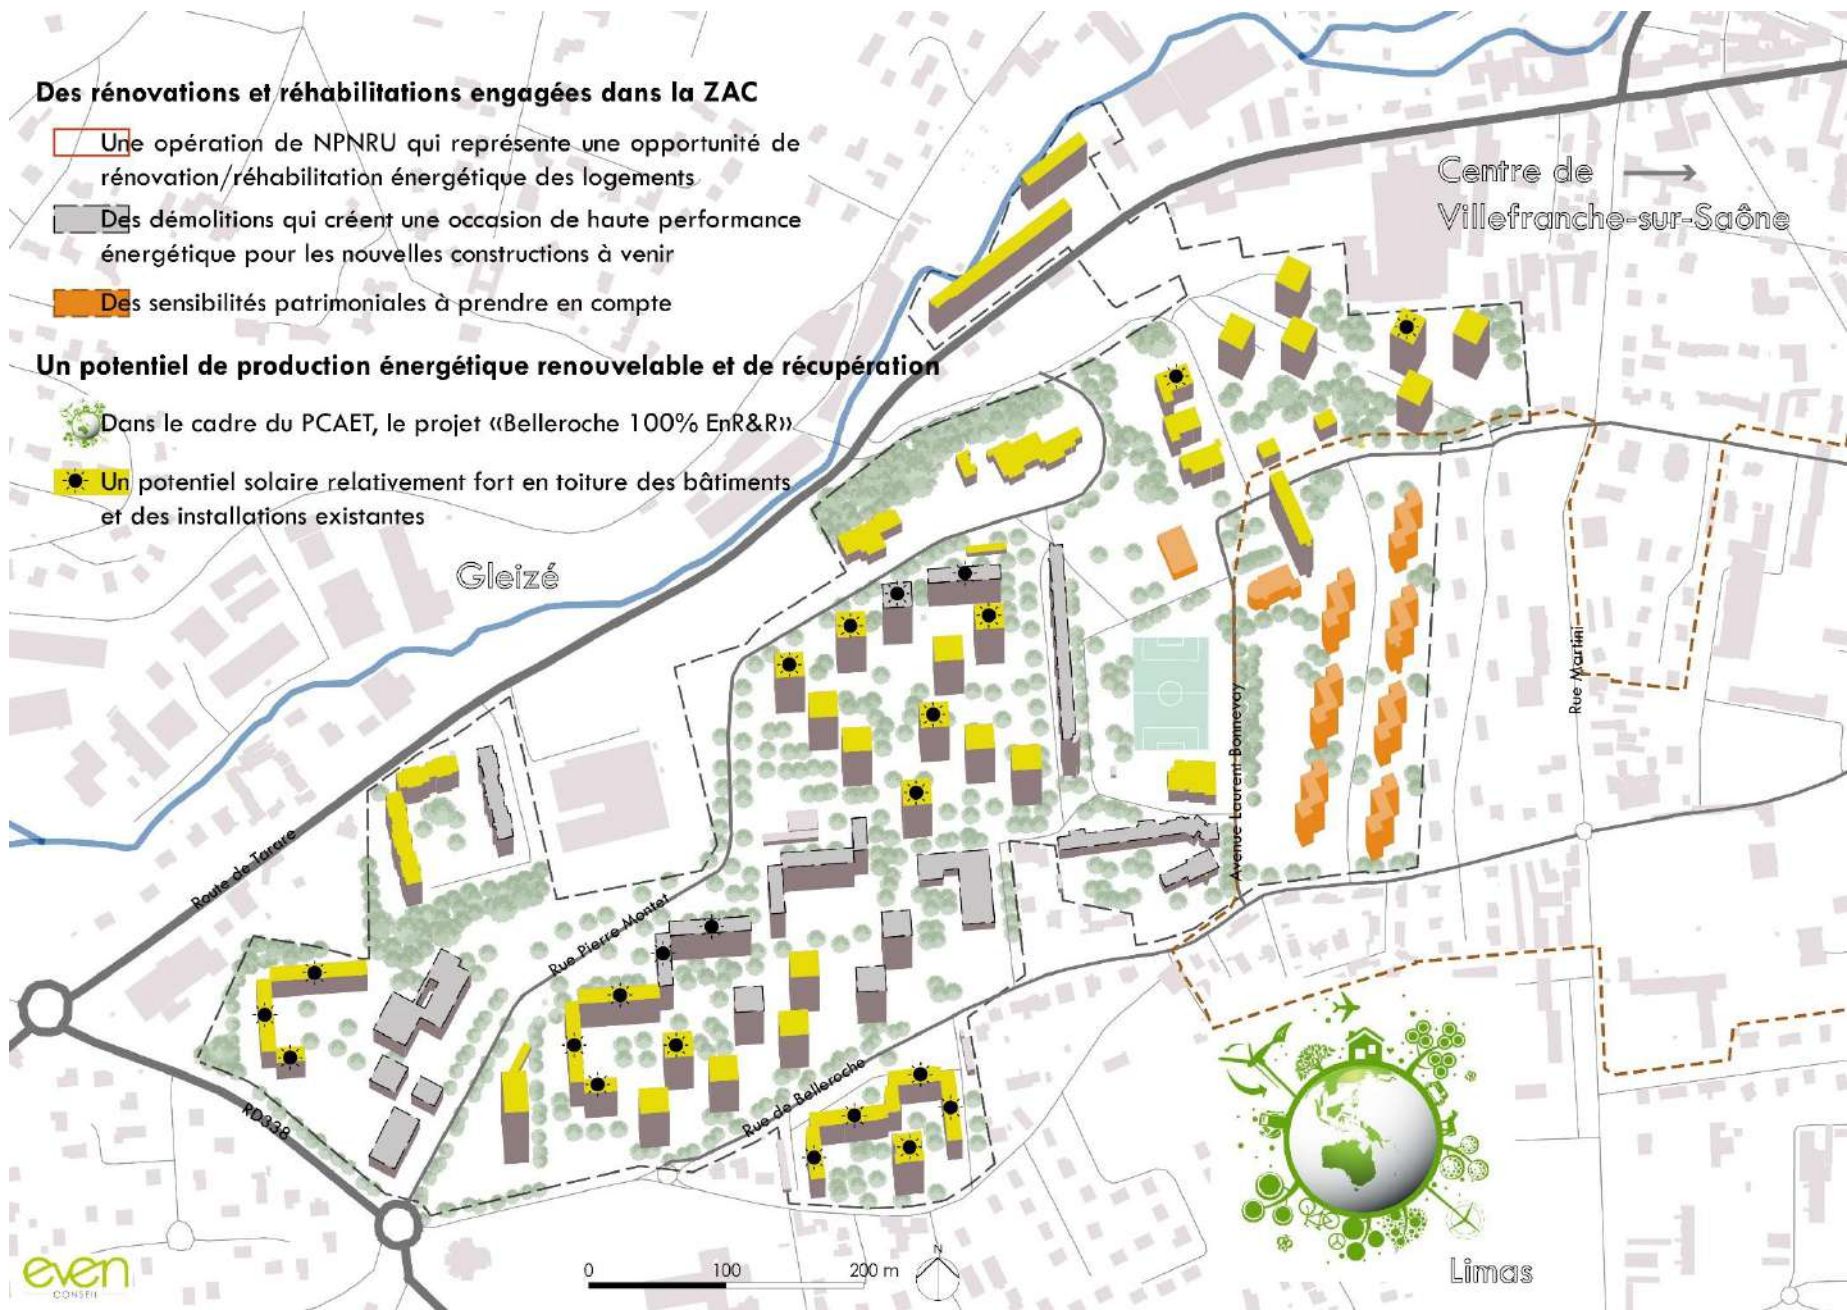 Des rénovations et réhabilitations engagées dans la ZAC
Une opération de NPNRU qui représente une opportunité de
rénovation/réhabilitation énergétique des logements
Des démolitions qui créent une occasion de haute performance
énergétique pour les nouvelles constructions à venir
Des sensibilités patrimoniales à prendre en compte
Un potentiel de production énergétique renouvelable et de récupération
Dans le cadre du PCAET, le projet «Belleroche 100% EnR&R»
Un potentiel solaire relativement fort en toiture des bâtiments
et des installations existantes
Centre de
Villefranche-sur-Saône
Gleizé
Rue Martini
Avenue Laurent Bonnevay
Route de Tarare
Rue Pierre Montet
Rue de Belleroche
RD338
Limas
even
CONSEIL
0 100 200 m
N